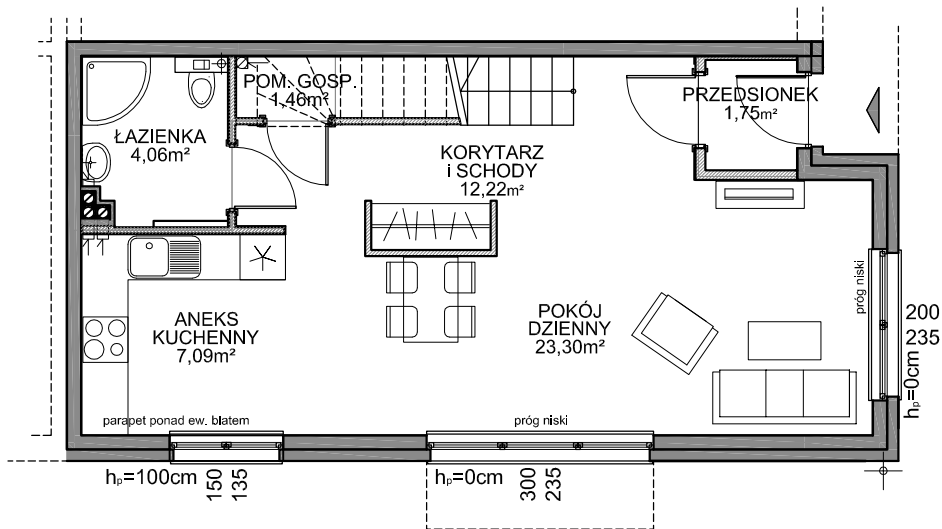 POM. GOSP.
1,46m²
PRZEDSIONEK
1,75m²
ŁAZIENKA
4,06m²
KORYTARZ
i SCHODY
12,22m²
ANEKS
KUCHENNY
7,09m²
POKÓJ
DZIENNY
23,30m²
próg niski
200
235
hₚ=0cm
parapet ponad ew. blatem
próg niski
hₚ=100cm
150
135
hₚ=0cm
300
235